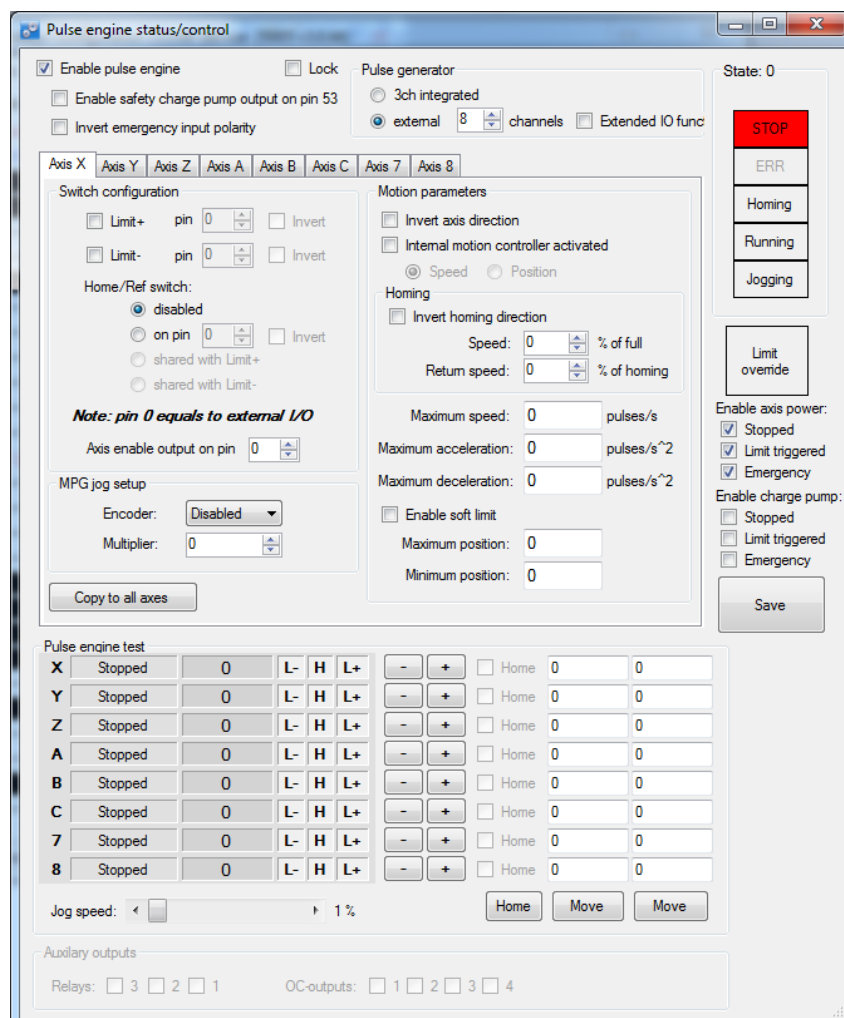 Pulse engine status/control
Enable pulse engine
Lock
Enable safety charge pump output on pin 53
Invert emergency input polarity
Pulse generator
3ch integrated
external 8 channels
Extended IO func
State: 0
STOP
ERR
Homing
Running
Jogging
Axis X Axis Y Axis Z Axis A Axis B Axis C Axis 7 Axis 8
Switch configuration
Limit+ pin 0 Invert
Limit- pin 0 Invert
Home/Ref switch:
disabled
on pin 0 Invert
shared with Limit+
shared with Limit-
Note: pin 0 equals to external I/O
Axis enable output on pin 0
MPG jog setup
Encoder: Disabled
Multiplier: 0
Copy to all axes
Motion parameters
Invert axis direction
Internal motion controller activated
Speed Position
Homing
Invert homing direction
Speed: 0 % of full
Return speed: 0 % of homing
Maximum speed: 0 pulses/s
Maximum acceleration: 0 pulses/s^2
Maximum deceleration: 0 pulses/s^2
Enable soft limit
Maximum position: 0
Minimum position: 0
Limit
override
Enable axis power:
Stopped
Limit triggered
Emergency
Enable charge pump:
Stopped
Limit triggered
Emergency
Save
Pulse engine test
X Stopped 0 L- H L+ - + Home 0 0
Y Stopped 0 L- H L+ - + Home 0 0
Z Stopped 0 L- H L+ - + Home 0 0
A Stopped 0 L- H L+ - + Home 0 0
B Stopped 0 L- H L+ - + Home 0 0
C Stopped 0 L- H L+ - + Home 0 0
7 Stopped 0 L- H L+ - + Home 0 0
8 Stopped 0 L- H L+ - + Home 0 0
Jog speed: 1 %
Home Move Move
Auxilary outputs
Relays: 3 2 1 OC-outputs: 1 2 3 4